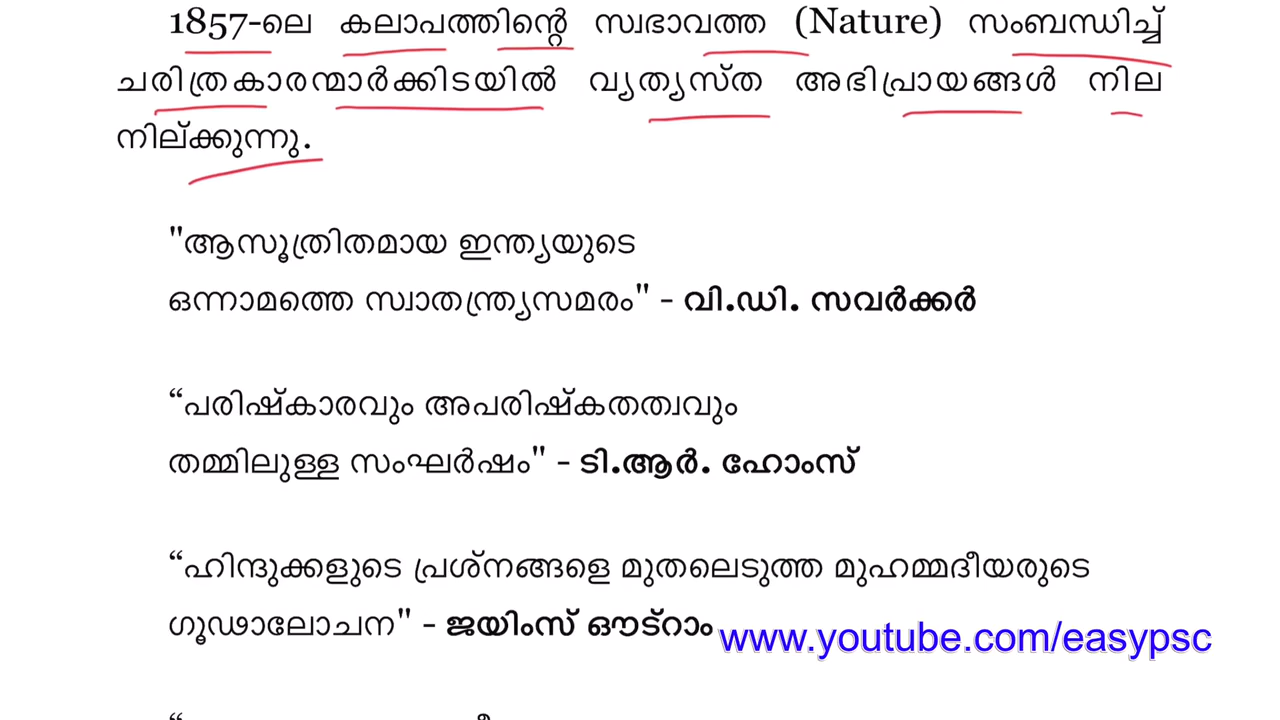 1857-ലെ കലാപത്തിന്റെ സ്വഭാവത്ത (Nature) സംബന്ധിച്ച്
ചരിത്രകാരന്മാർക്കിടയിൽ വ്യത്യസ്ത അഭിപ്രായങ്ങൾ നില
നില്ക്കുന്നു.
"ആസൂത്രിതമായ ഇന്ത്യയുടെ
ഒന്നാമത്തെ സ്വാതന്ത്ര്യസമരം" - വി.ഡി. സവർക്കർ
“പരിഷ്കാരവും അപരിഷ്കതത്വവും
തമ്മിലുള്ള സംഘർഷം" - ടി.ആർ. ഹോംസ്
“ഹിന്ദുക്കളുടെ പ്രശ്നങ്ങളെ മുതലെടുത്ത മുഹമ്മദീയരുടെ
ഗൂഢാലോചന" - ജയിംസ് ഔട്റാം
www.youtube.com/easypsc